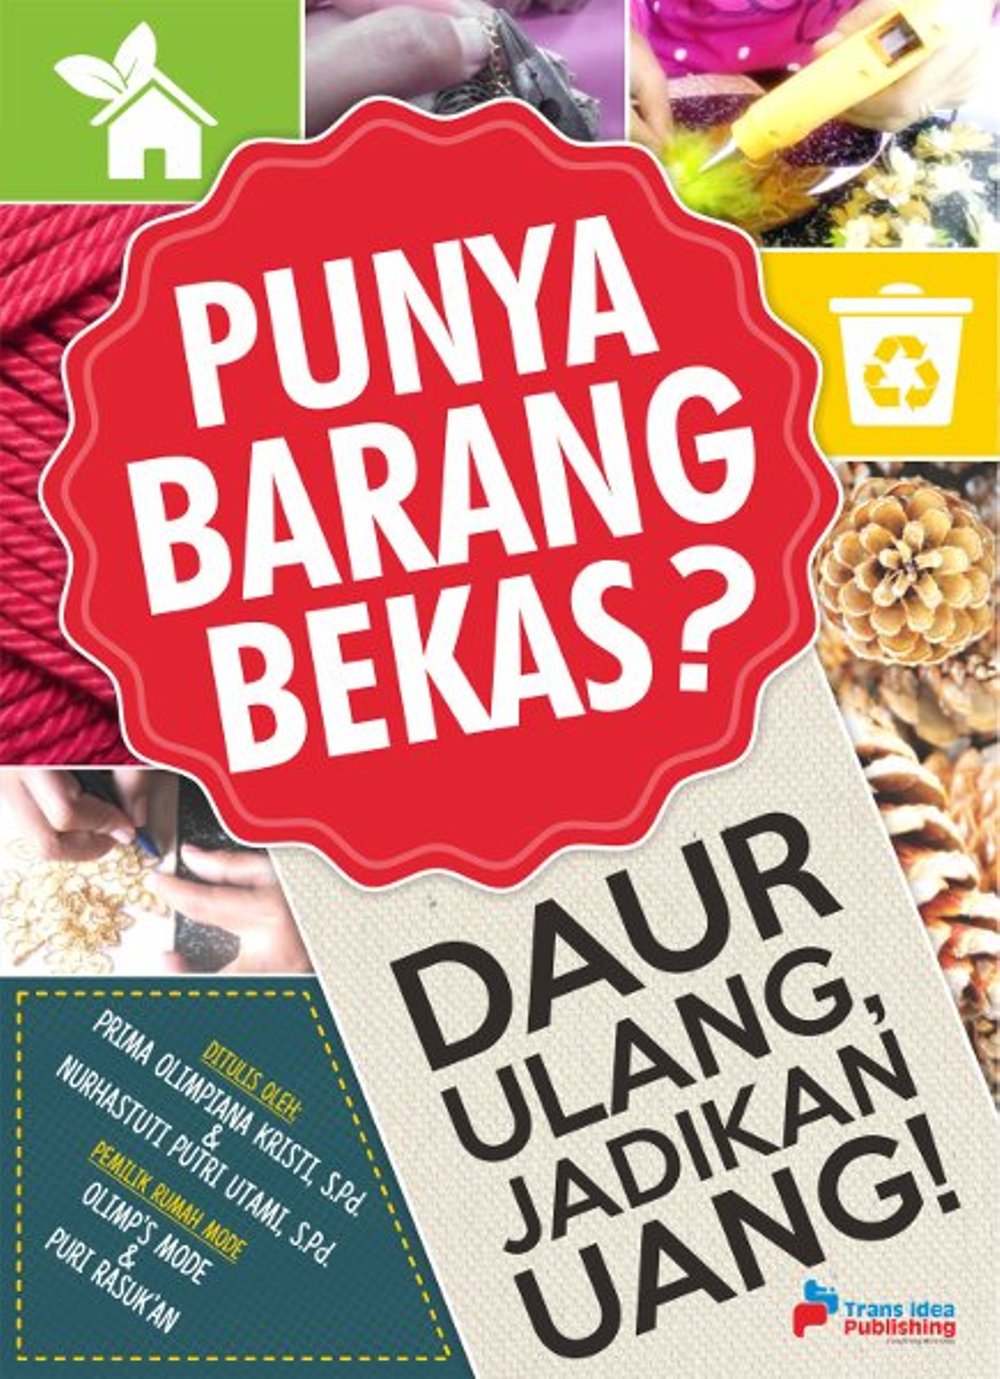 PUNYA
BARANG
BEKAS?
DAUR
ULANG,
JADIKAN
UANG!
DITULIS OLEH:
PRIMA OLIMPIANA KRISTI, S.Pd.
&
NURHASTUTI PUTRI UTAMI, S.Pd.
PEMILIK RUMAH MODE
OLIMP'S MODE
&
PURI RASUK'AN
Trans Idea
Publishing